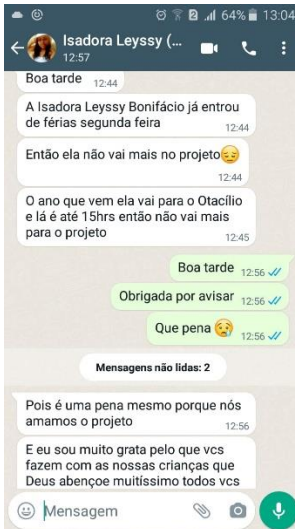 64% 13:04
Isadora Leyssy (...
12:57
Boa tarde 12:44
A Isadora Leyssy Bonifácio já entrou
de férias segunda feira
12:44
Então ela não vai mais no projeto😔
12:44
O ano que vem ela vai para o Otacílio
e lá é até 15hrs então não vai mais
para o projeto
12:45
Boa tarde 12:56
Obrigada por avisar 12:56
Que pena 😢 12:56
Mensagens não lidas: 2
Pois é uma pena mesmo porque nós
amamos o projeto
12:56
E eu sou muito grata pelo que vcs
fazem com as nossas crianças que
Deus abençoe muitíssimo todos vcs
Mensagem